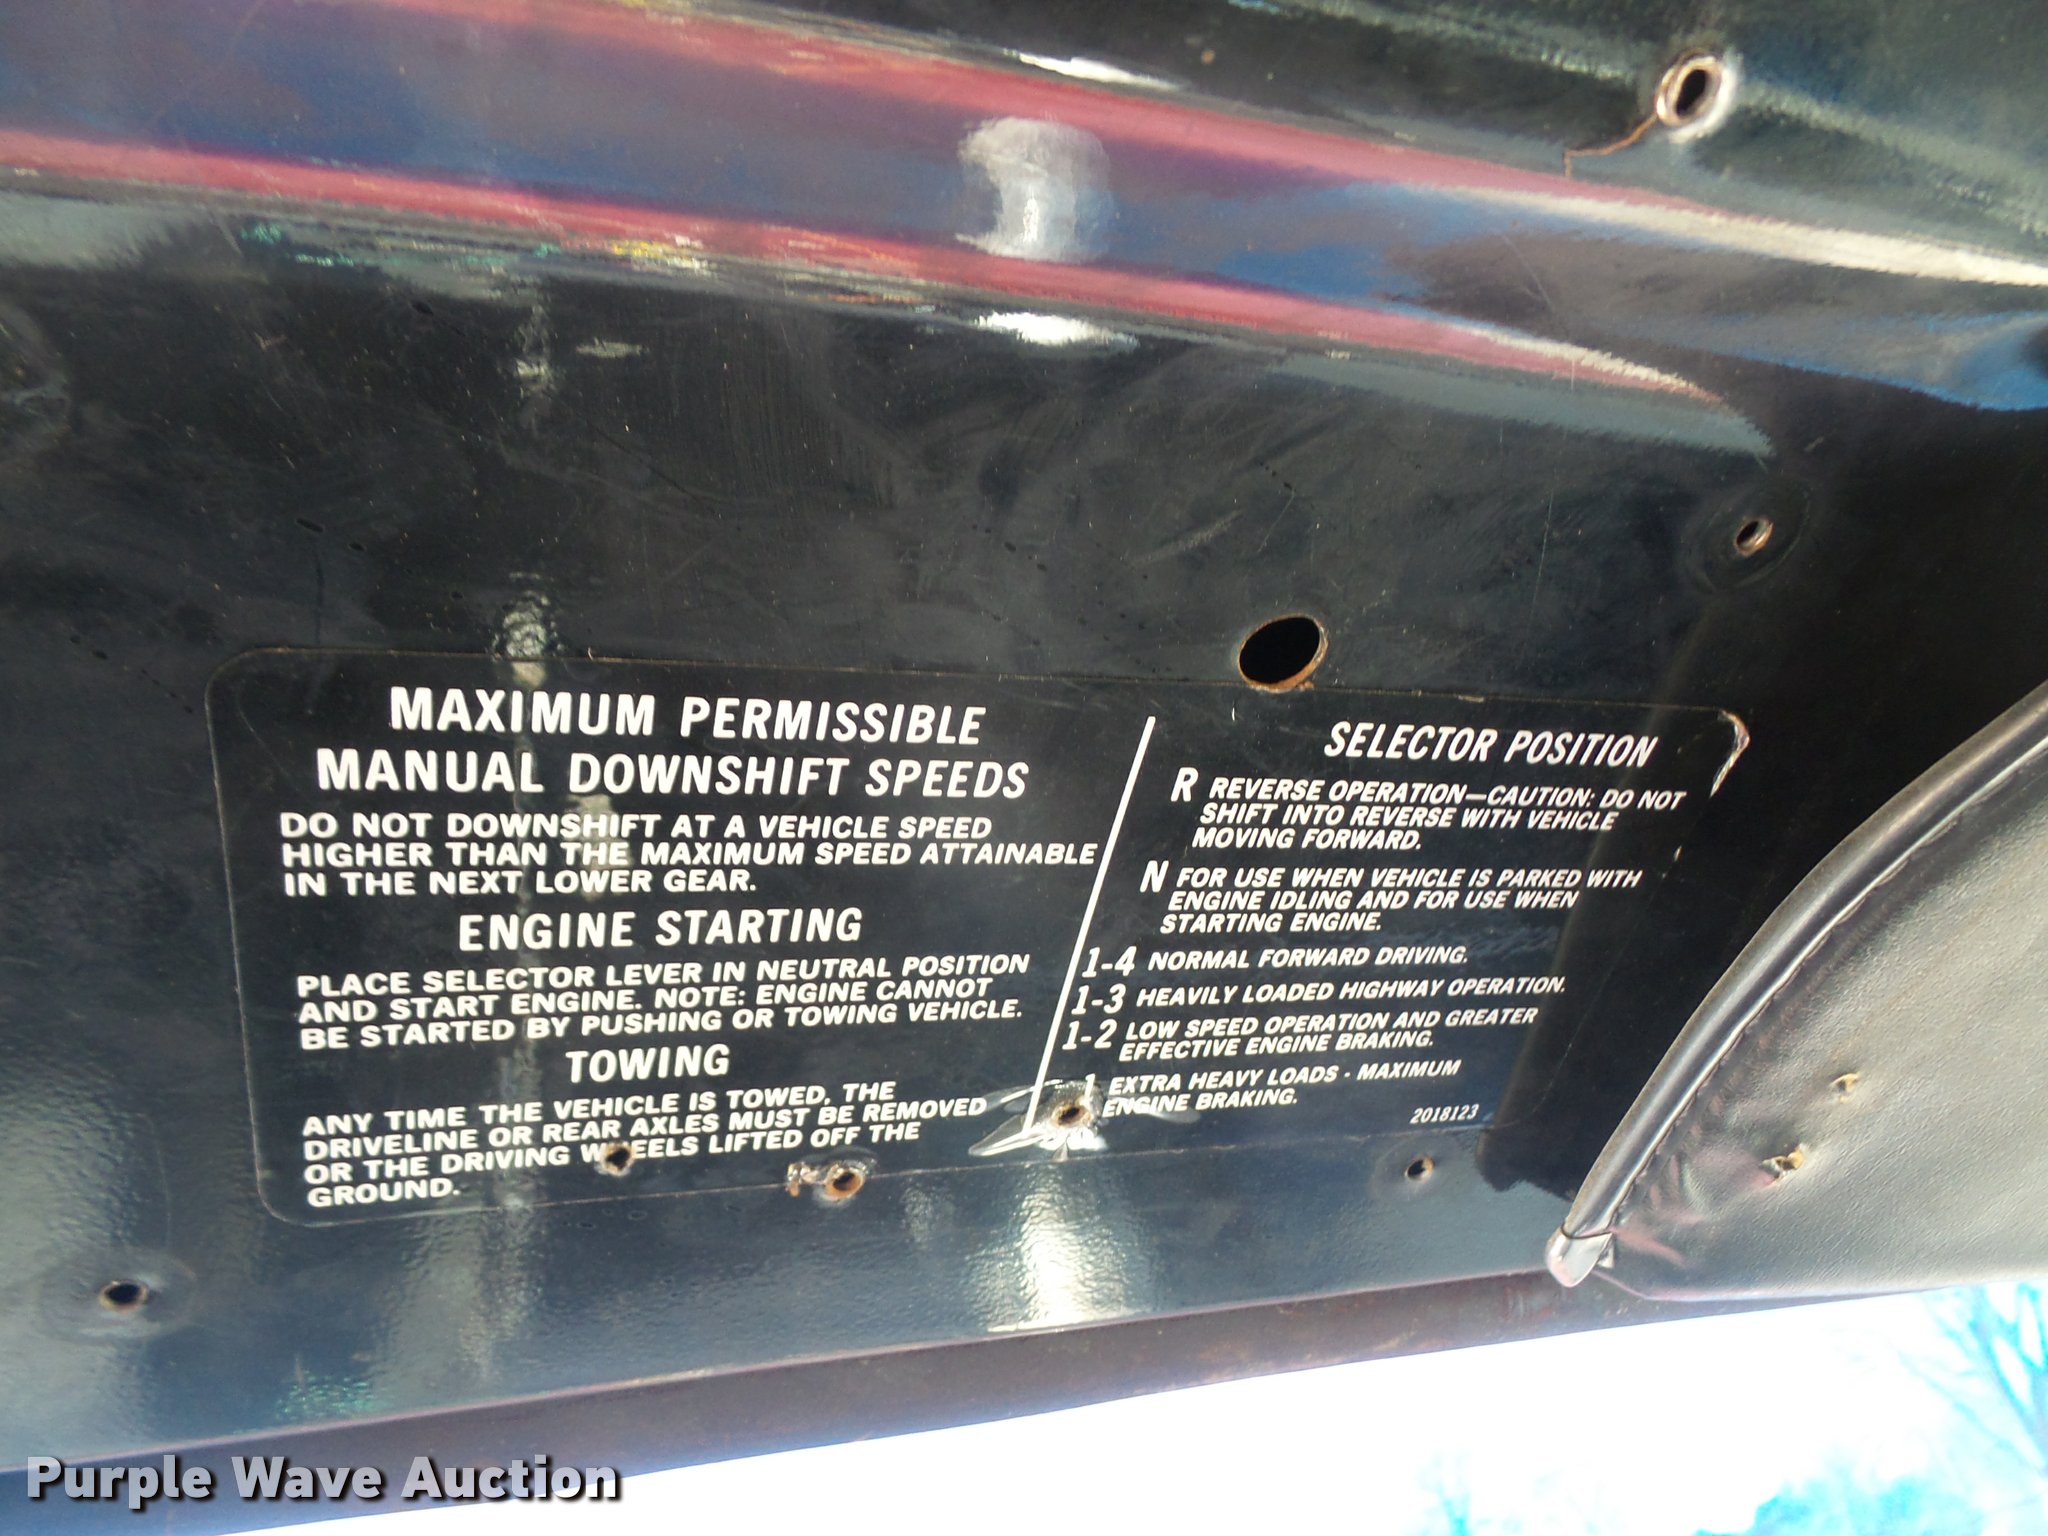 MAXIMUM PERMISSIBLE
MANUAL DOWNSHIFT SPEEDS
DO NOT DOWNSHIFT AT A VEHICLE SPEED
HIGHER THAN THE MAXIMUM SPEED ATTAINABLE
IN THE NEXT LOWER GEAR.
ENGINE STARTING
PLACE SELECTOR LEVER IN NEUTRAL POSITION
AND START ENGINE. NOTE: ENGINE CANNOT
BE STARTED BY PUSHING OR TOWING VEHICLE.
TOWING
ANY TIME THE VEHICLE IS TOWED, THE
DRIVELINE OR REAR AXLES MUST BE REMOVED
OR THE DRIVING WHEELS LIFTED OFF THE
GROUND.
SELECTOR POSITION
R REVERSE OPERATION—CAUTION: DO NOT
SHIFT INTO REVERSE WITH VEHICLE
MOVING FORWARD.
N FOR USE WHEN VEHICLE IS PARKED WITH
ENGINE IDLING AND FOR USE WHEN
STARTING ENGINE.
1-4 NORMAL FORWARD DRIVING.
1-3 HEAVILY LOADED HIGHWAY OPERATION.
1-2 LOW SPEED OPERATION AND GREATER
EFFECTIVE ENGINE BRAKING.
1 EXTRA HEAVY LOADS - MAXIMUM
ENGINE BRAKING.
2018123
Purple Wave Auction